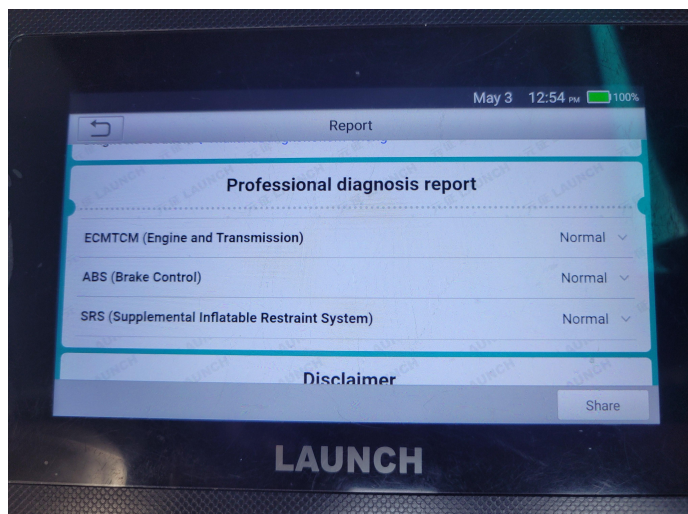 May 3 12:54 PM 100%
Report
Professional diagnosis report
ECMTCM (Engine and Transmission) Normal
ABS (Brake Control) Normal
SRS (Supplemental Inflatable Restraint System) Normal
Disclaimer
Share
LAUNCH